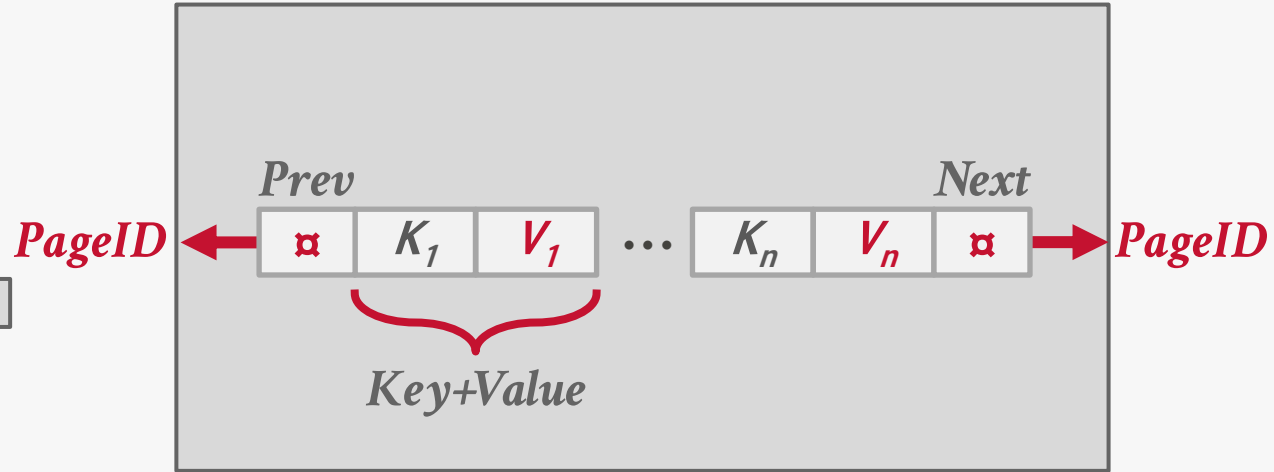 Prev Next
PageID ¤ K1 V1 ... Kn Vn ¤ PageID
Key+Value